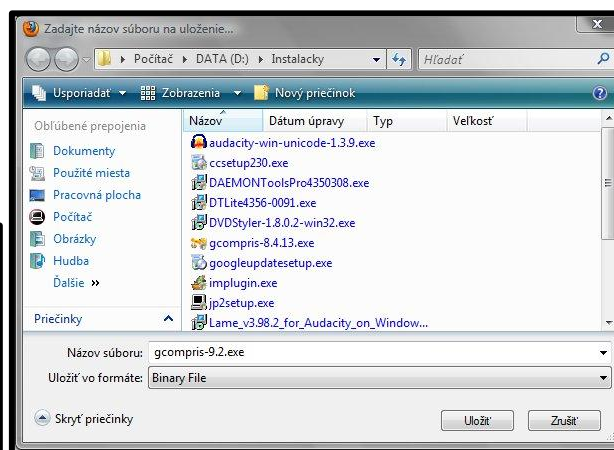 Zadajte názov súboru na uloženie...
Počítač DATA (D:) Instalacky Hľadať
Usporiadať Zobrazenia Nový priečinok
Obľúbené prepojenia
Dokumenty
Použité miesta
Pracovná plocha
Počítač
Obrázky
Hudba
Ďalšie »
Priečinky
Názov Dátum úpravy Typ Veľkosť
audacity-win-unicode-1.3.9.exe
ccsetup230.exe
DAEMONToolsPro4350308.exe
DTLite4356-0091.exe
DVDStyler-1.8.0.2-win32.exe
gcompris-8.4.13.exe
googleupdatesetup.exe
implugin.exe
jp2setup.exe
Lame_v3.98.2_for_Audacity_on_Window...
Názov súboru: gcompris-9.2.exe
Uložiť vo formáte: Binary File
Skryť priečinky Uložiť Zrušiť